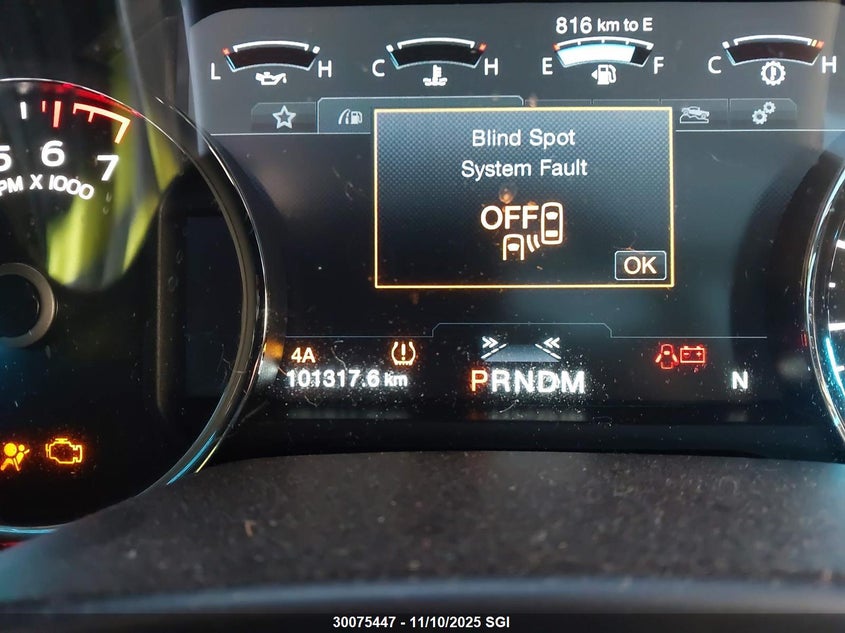 816 km to E
L H C H E F C H
Blind Spot
System Fault
OFF
OK
5 6 7
PM X 1000
4A
101317.6 km
PRNDM
N
30075447 - 11/10/2025 SGI